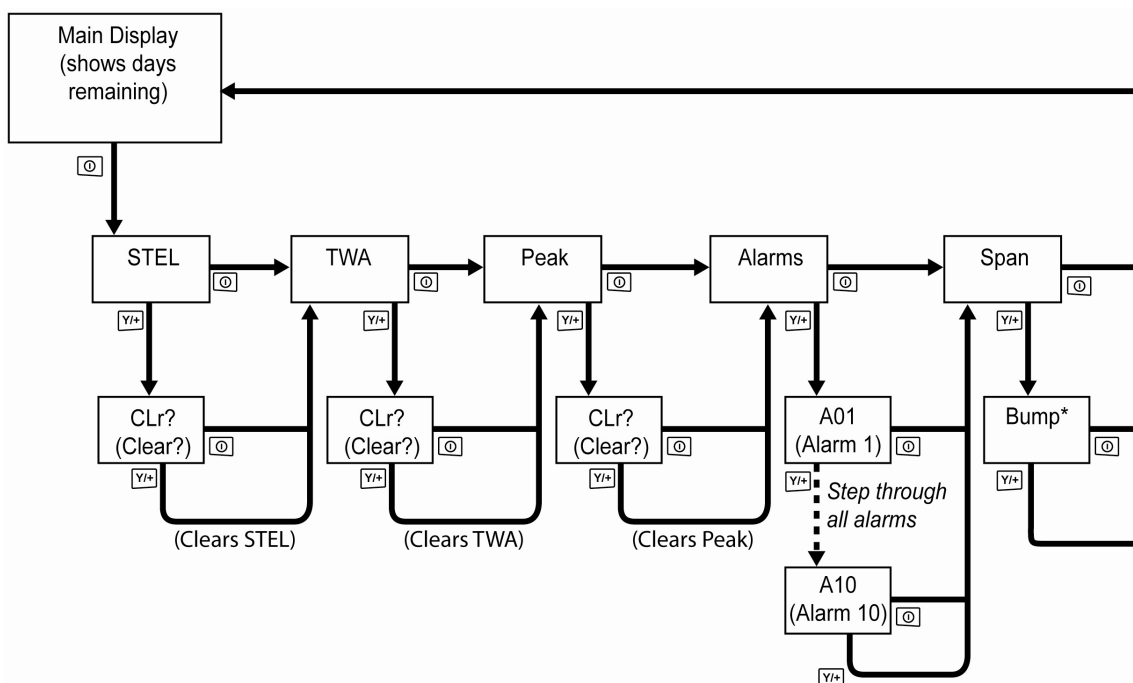 Main Display
(shows days
remaining)
STEL
TWA
Peak
Alarms
Span
Y/+
Y/+
Y/+
Y/+
Y/+
CLr?
(Clear?)
CLr?
(Clear?)
CLr?
(Clear?)
A01
(Alarm 1)
Bump*
Y/+
Y/+
Y/+
Y/+
Y/+
Step through
all alarms
(Clears STEL)
(Clears TWA)
(Clears Peak)
A10
(Alarm 10)
Y/+